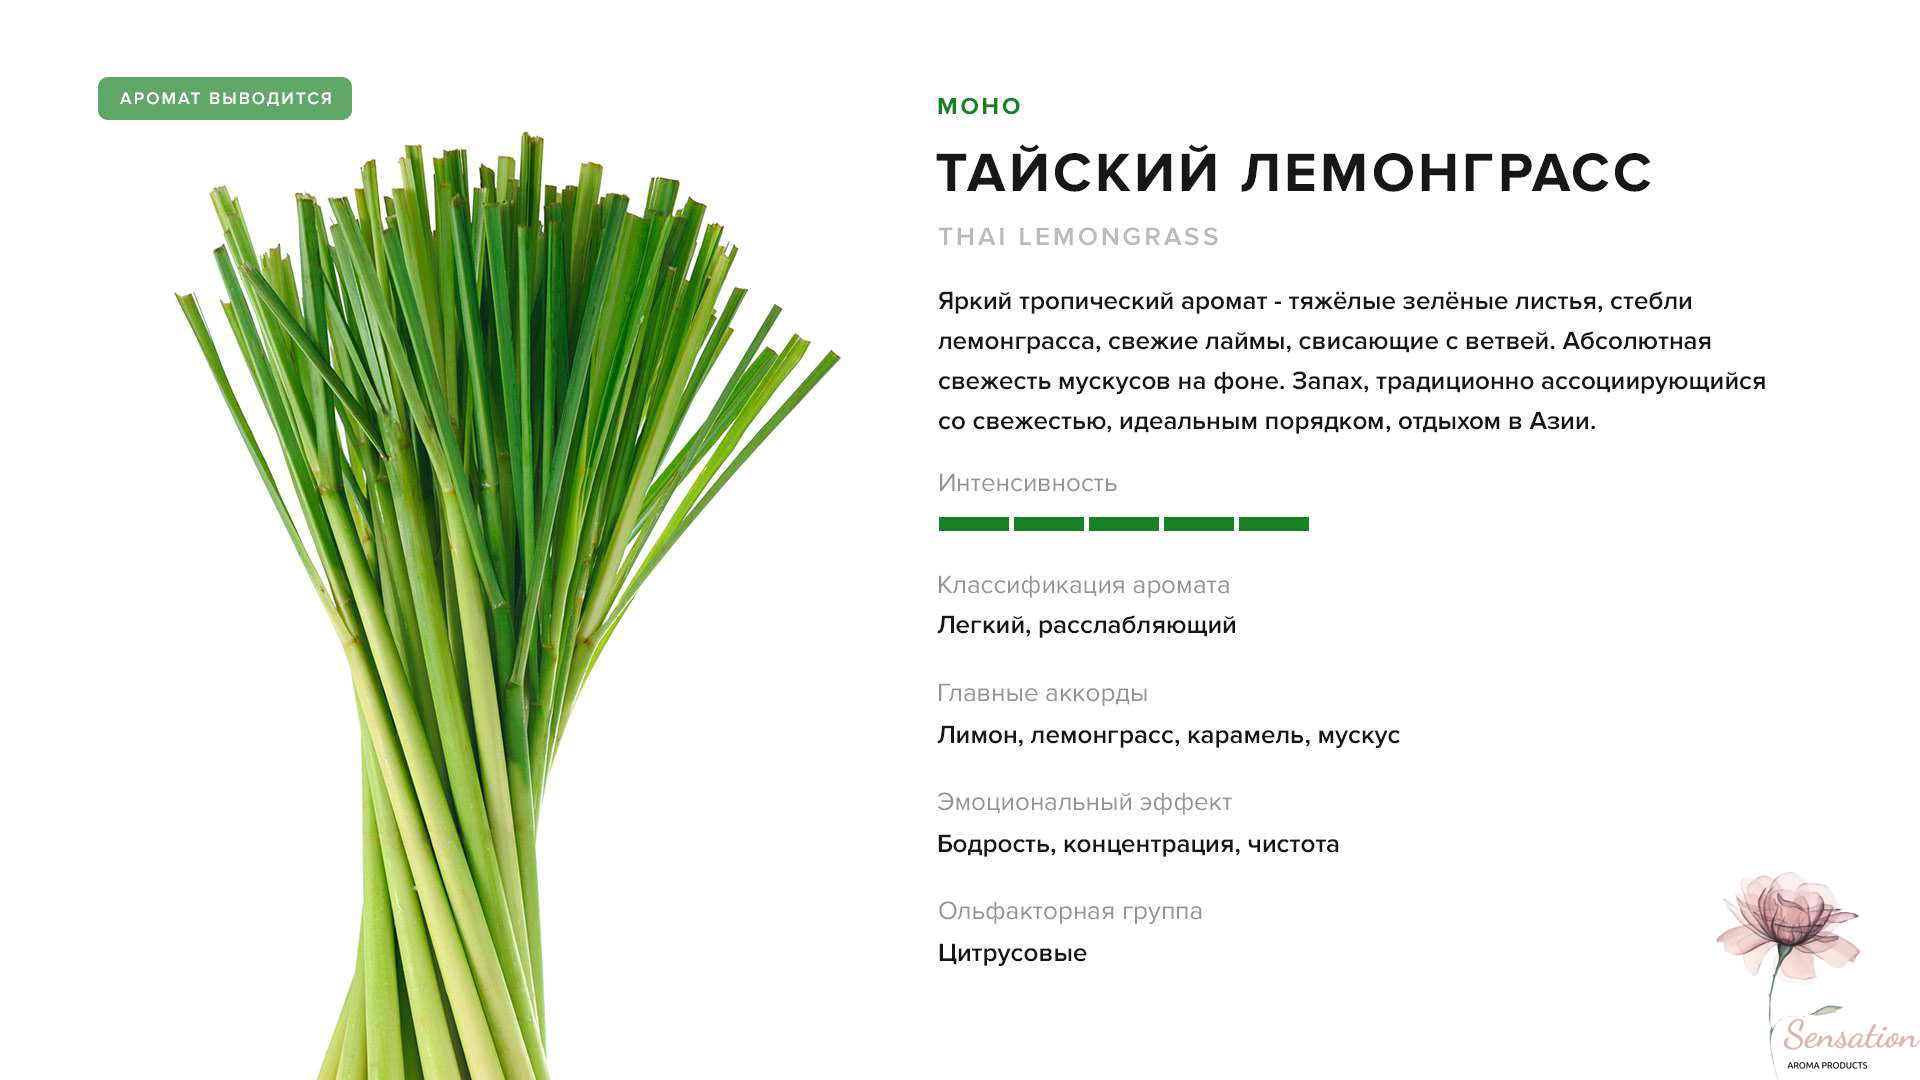 АРОМАТ ВЫВОДИТСЯ
МОНО
ТАЙСКИЙ ЛЕМОНГРАСС
THAI LEMONGRASS
Яркий тропический аромат - тяжёлые зелёные листья, стебли
лемонграсса, свежие лаймы, свисающие с ветвей. Абсолютная
свежесть мускусов на фоне. Запах, традиционно ассоциирующийся
со свежестью, идеальным порядком, отдыхом в Азии.
Интенсивность
Классификация аромата
Легкий, расслабляющий
Главные аккорды
Лимон, лемонграсс, карамель, мускус
Эмоциональный эффект
Бодрость, концентрация, чистота
Ольфакторная группа
Цитрусовые
Sensation
AROMA PRODUCTS